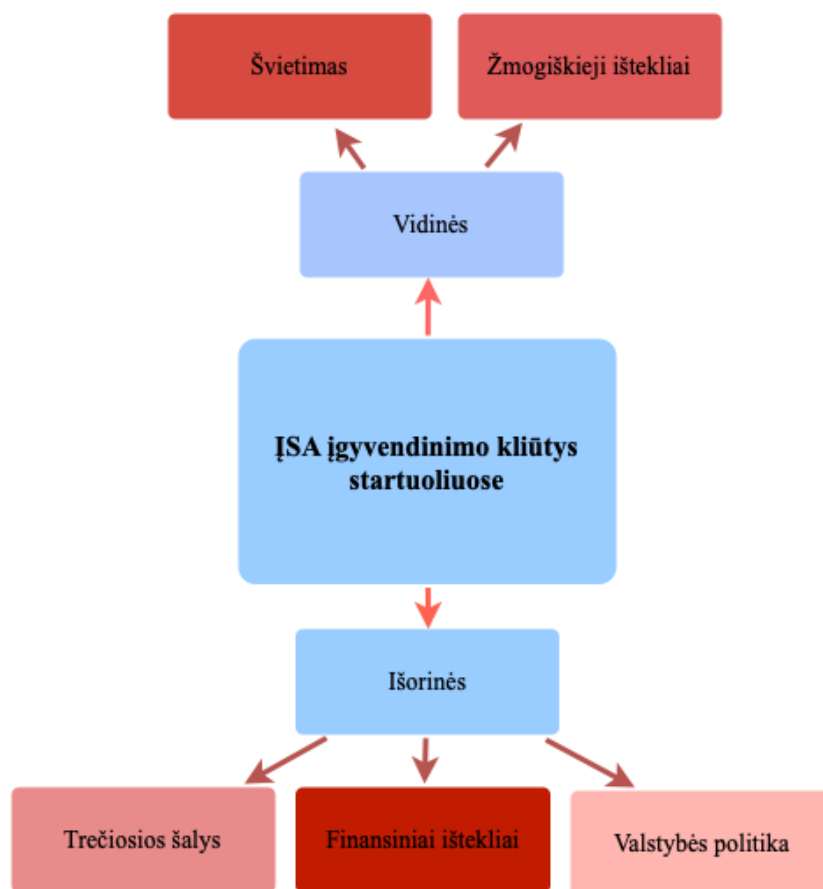 Švietimas
Žmogiškieji ištekliai
Vidinės
ĮSA įgyvendinimo kliūtys
startuoliuose
Išorinės
Trečiosios šalys
Finansiniai ištekliai
Valstybės politika